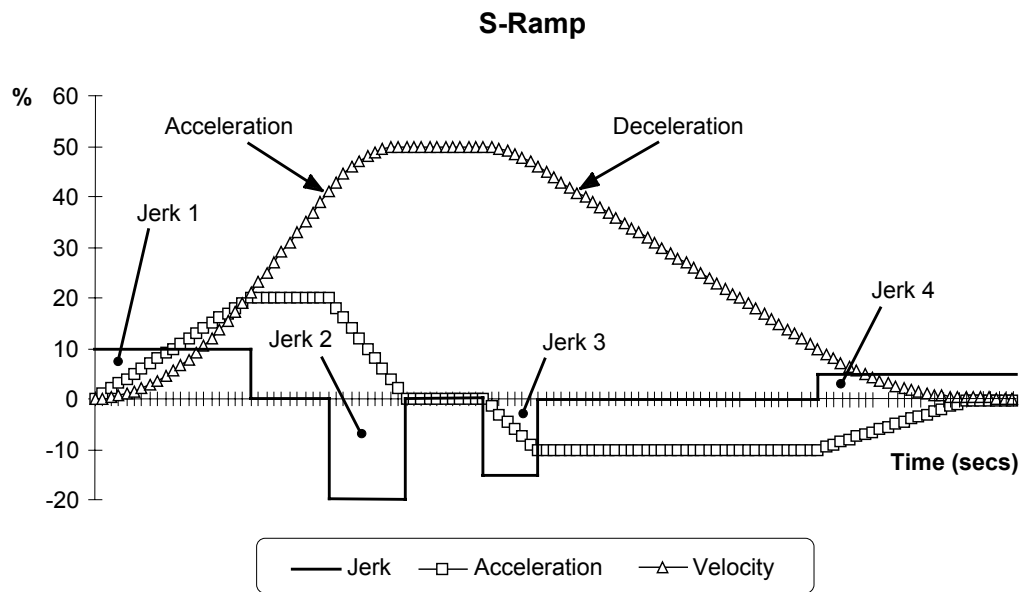 S-Ramp
%
60
Acceleration
Deceleration
50
40
Jerk 1
30
20
Jerk 4
Jerk 2
Jerk 3
10
0
-10
Time (secs)
-20
Jerk Acceleration Velocity